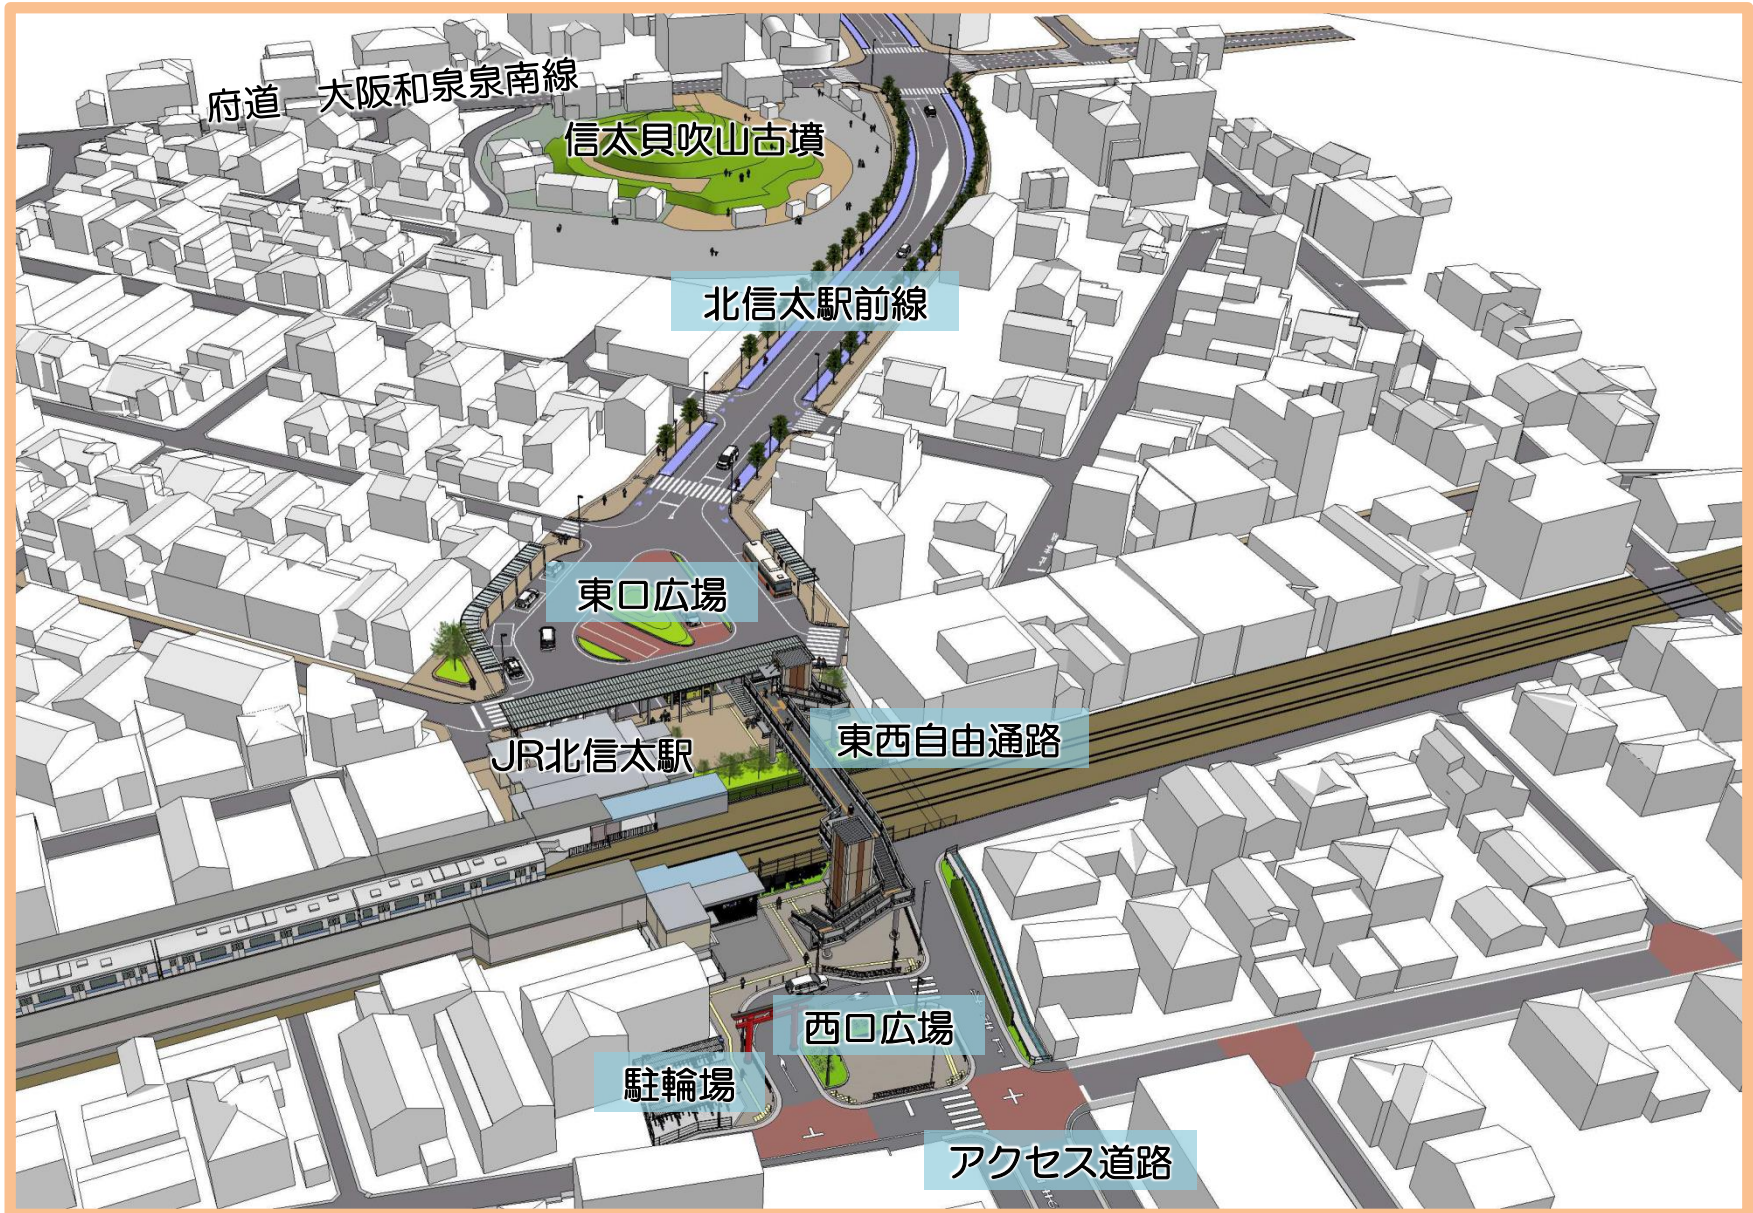 府道　大阪和泉泉南線
信太貝吹山古墳
北信太駅前線
東口広場
JR北信太駅
東西自由通路
西口広場
駐輪場
アクセス道路